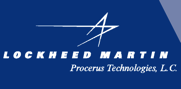 LOCKHEED MARTIN
Procerus Technologies, L.C.